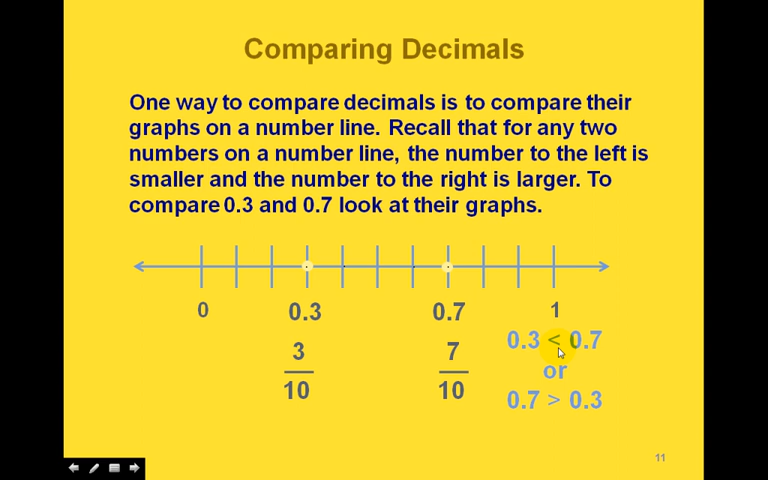 Comparing Decimals
One way to compare decimals is to compare their
graphs on a number line. Recall that for any two
numbers on a number line, the number to the left is
smaller and the number to the right is larger. To
compare 0.3 and 0.7 look at their graphs.
0 0.3 0.7 1
3
10
7
10
0.3 < 0.7
or
0.7 > 0.3
11